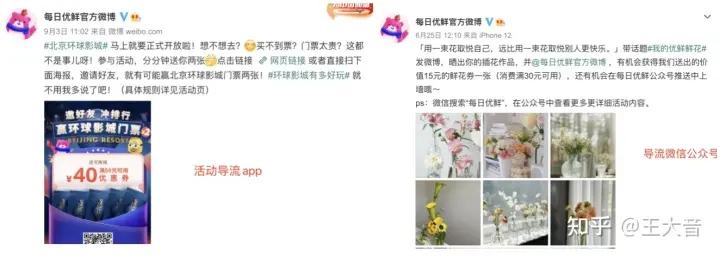 每日优鲜官方微博
9月3日 11:02 来自 微博 weibo.com
#北京环球影城# 马上就要正式开放啦！想不想去？买不到票？门票太贵？这都
不是事儿呀！参与活动，分分钟送你两张 点击链接 网页链接 或者直接扫下
面海报，邀请好友，就有可能赢北京环球影城门票两张！#环球影城有多好玩# 就
不用我多说了吧！（具体规则详见活动页）
邀好友 冲排行
赢环球影城门票
BEIJING RESORT
¥40 满56元可用
优惠券
活动导流app
每日优鲜官方微博
6月25日 12:10 来自 iPhone 12
「用一束花取悦自己，远比用一束花取悦别人更快乐。」带话题#我的优鲜鲜花#
发微博，晒出你的插花作品，并@每日优鲜官方微博，有机会获得我们送出的价
值15元的鲜花券一张（消费满30元可用），还有机会在每日优鲜公众号推送中上
墙哦～
ps：微信搜索“每日优鲜”，在公众号中查看更多更详细活动内容。
导流微信公众号
知乎 @王大音